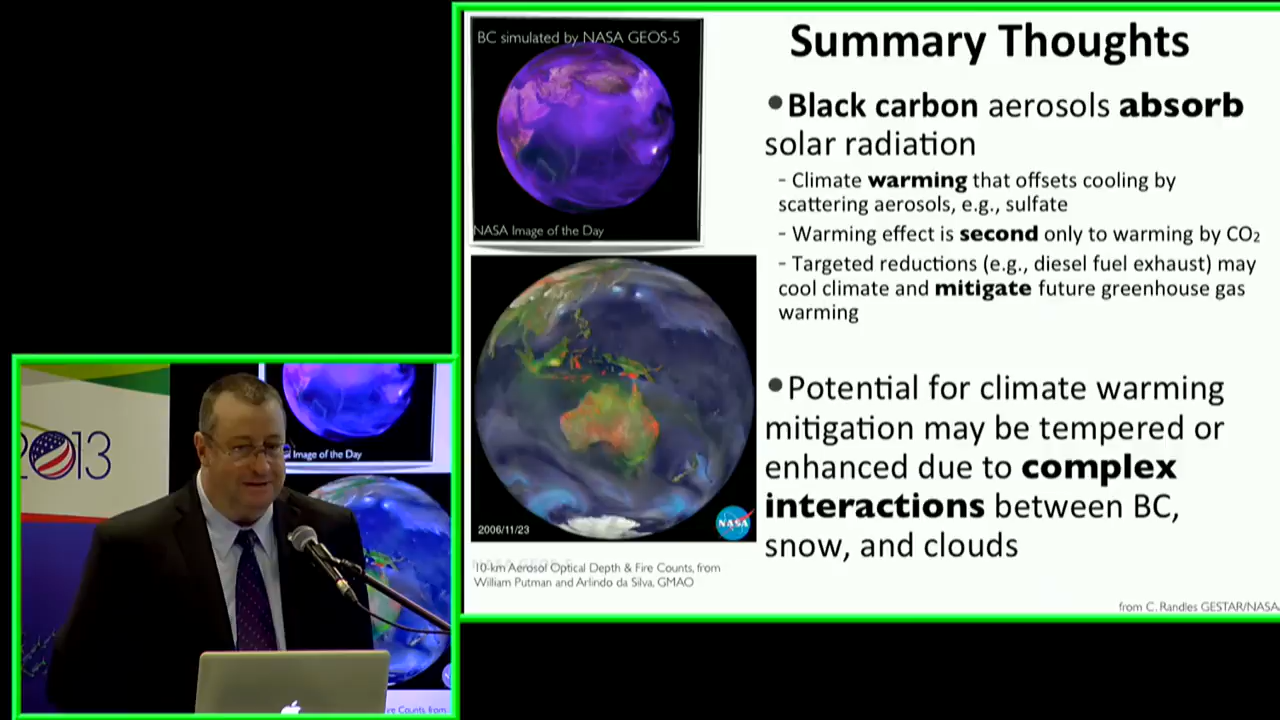 BC simulated by NASA GEOS-5
NASA Image of the Day
2006/11/23
NASA
10-km Aerosol Optical Depth & Fire Counts, from
William Putman and Arlindo da Silva, GMAO
Summary Thoughts
•Black carbon aerosols absorb
solar radiation
- Climate warming that offsets cooling by
scattering aerosols, e.g., sulfate
- Warming effect is second only to warming by CO₂
- Targeted reductions (e.g., diesel fuel exhaust) may
cool climate and mitigate future greenhouse gas
warming
•Potential for climate warming
mitigation may be tempered or
enhanced due to complex
interactions between BC,
snow, and clouds
from C. Randles GESTAR/NASA
2013
Image of the Day
re Counts from